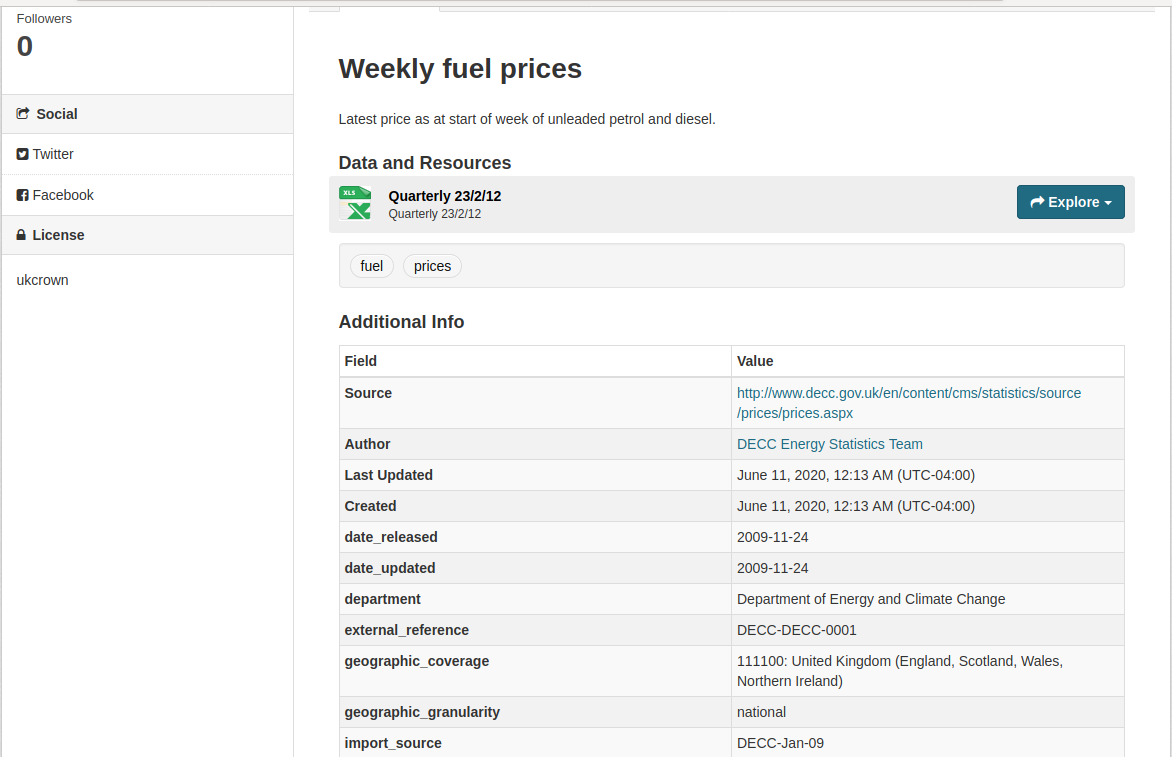 Followers
0
Social
Twitter
Facebook
License
ukcrown
Weekly fuel prices
Latest price as at start of week of unleaded petrol and diesel.
Data and Resources
XLS
Quarterly 23/2/12
Quarterly 23/2/12
Explore
fuel prices
Additional Info
Field Value
Source http://www.decc.gov.uk/en/content/cms/statistics/source
/prices/prices.aspx
Author DECC Energy Statistics Team
Last Updated June 11, 2020, 12:13 AM (UTC-04:00)
Created June 11, 2020, 12:13 AM (UTC-04:00)
date_released 2009-11-24
date_updated 2009-11-24
department Department of Energy and Climate Change
external_reference DECC-DECC-0001
geographic_coverage 111100: United Kingdom (England, Scotland, Wales,
Northern Ireland)
geographic_granularity national
import_source DECC-Jan-09